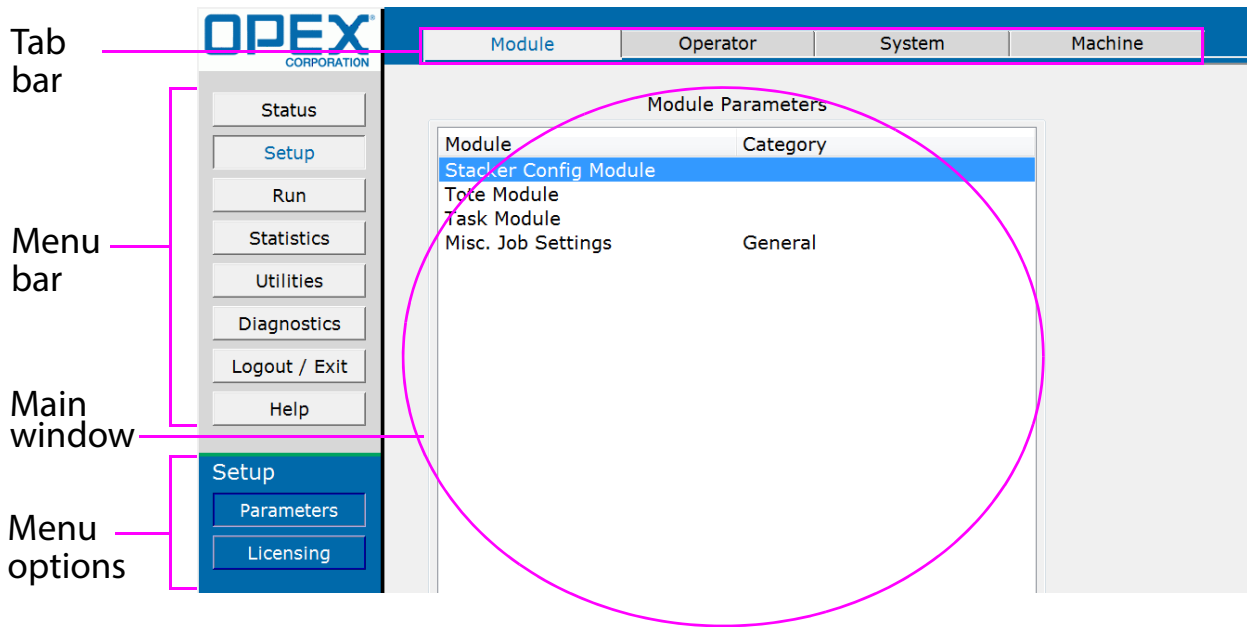 Tab
bar
OPEX®
CORPORATION
Module Operator System Machine
Menu
bar
Status
Setup
Run
Statistics
Utilities
Diagnostics
Logout / Exit
Help
Module Parameters
Module Category
Stacker Config Module
Tote Module
Task Module
Misc. Job Settings General
Main
window
Menu
options
Setup
Parameters
Licensing